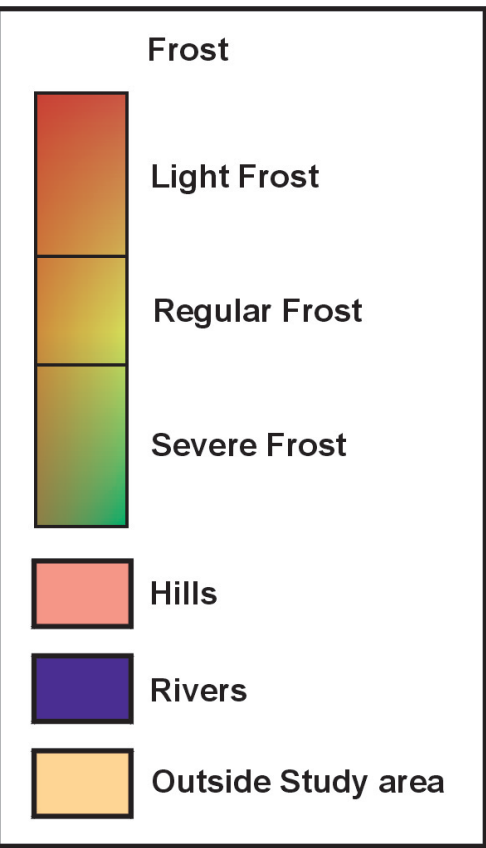 Frost
Light Frost
Regular Frost
Severe Frost
Hills
Rivers
Outside Study area